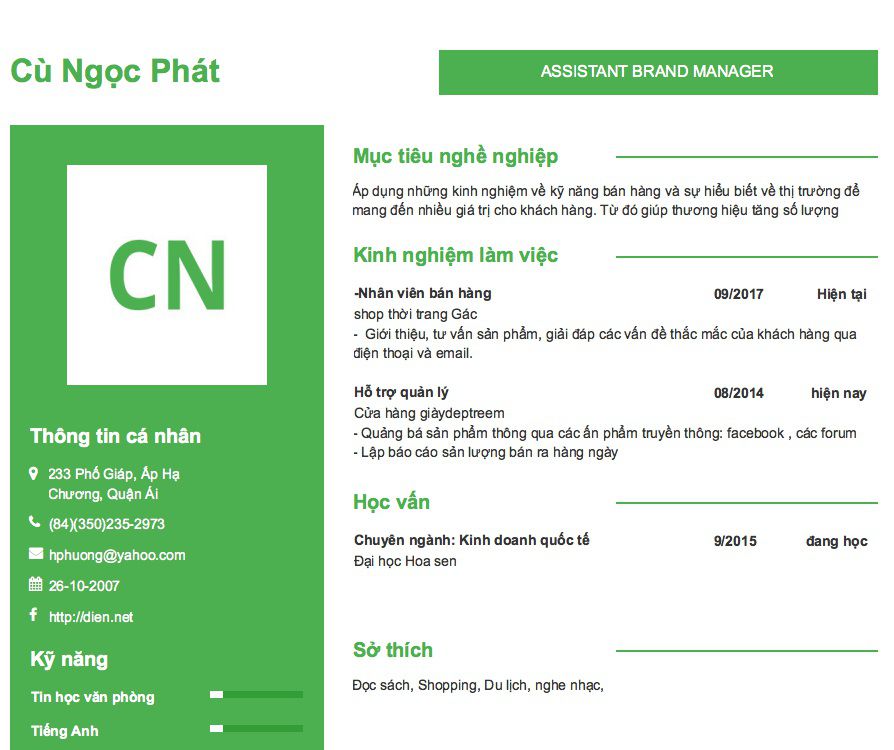 Cù Ngọc Phát
ASSISTANT BRAND MANAGER
CN
Thông tin cá nhân
233 Phố Giáp, Ấp Hạ
Chương, Quận Ái
(84)(350)235-2973
hphuong@yahoo.com
26-10-2007
http://dien.net
Kỹ năng
Tin học văn phòng
Tiếng Anh
Mục tiêu nghề nghiệp
Áp dụng những kinh nghiệm về kỹ năng bán hàng và sự hiểu biết về thị trường để
mang đến nhiều giá trị cho khách hàng. Từ đó giúp thương hiệu tăng số lượng
Kinh nghiệm làm việc
-Nhân viên bán hàng 09/2017 Hiện tại
shop thời trang Gác
- Giới thiệu, tư vấn sản phẩm, giải đáp các vấn đề thắc mắc của khách hàng qua
điện thoại và email.
Hỗ trợ quản lý 08/2014 hiện nay
Cửa hàng giàydeptreem
- Quảng bá sản phẩm thông qua các ấn phẩm truyền thông: facebook , các forum
- Lập báo cáo sản lượng bán ra hàng ngày
Học vấn
Chuyên ngành: Kinh doanh quốc tế 9/2015 đang học
Đại học Hoa sen
Sở thích
Đọc sách, Shopping, Du lịch, nghe nhạc,